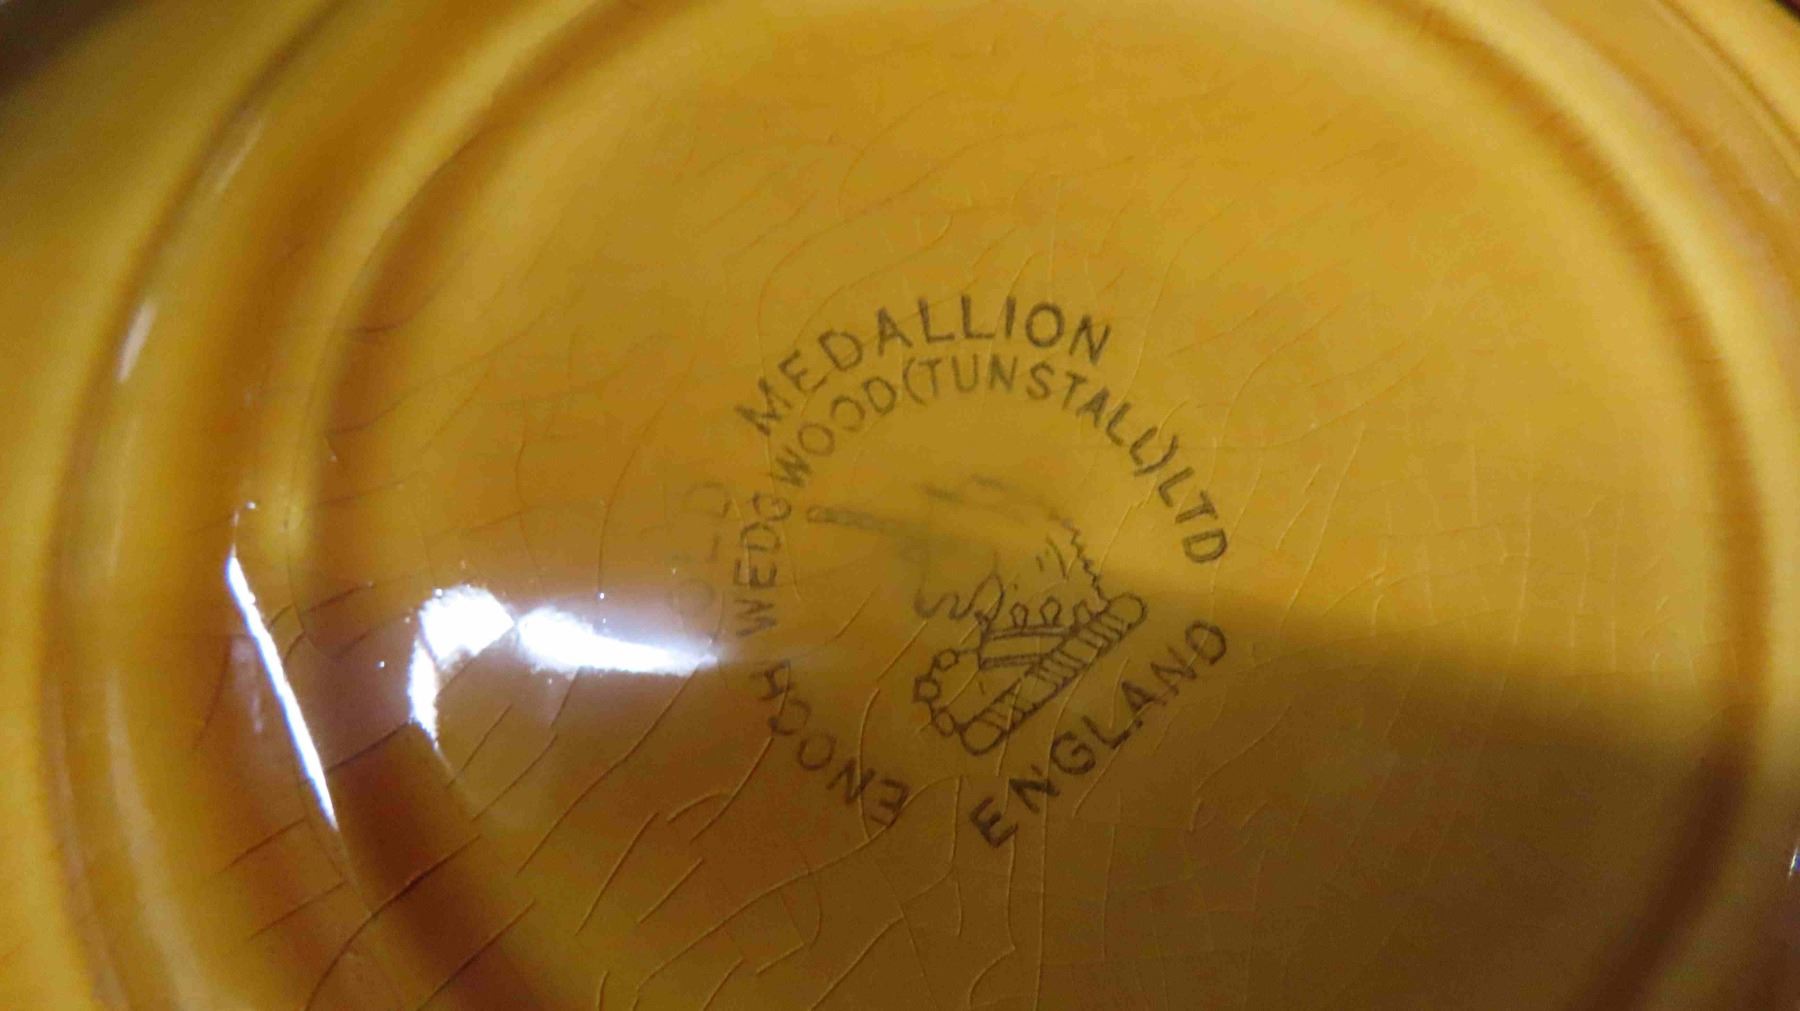 OLD MEDALLION
ENOCH WEDGWOOD (TUNSTALL) LTD
ENGLAND